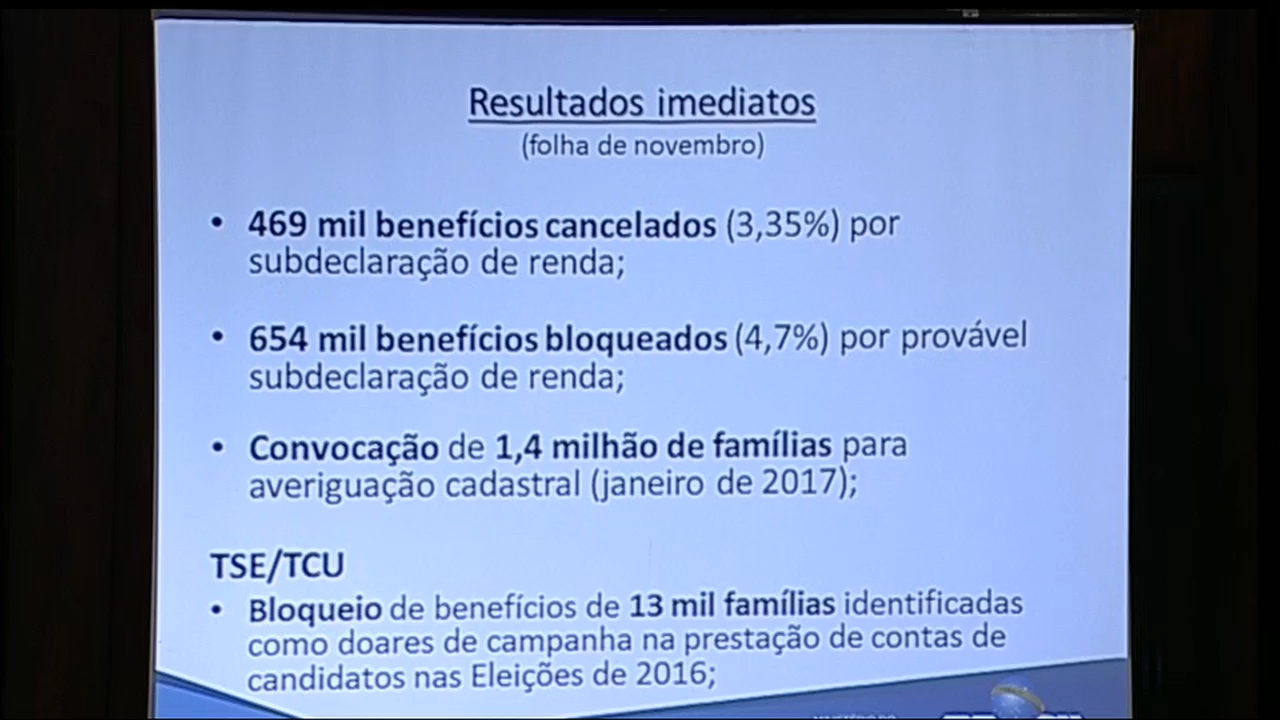 Resultados imediatos
(folha de novembro)
• 469 mil benefícios cancelados (3,35%) por
subdeclaração de renda;
• 654 mil benefícios bloqueados (4,7%) por provável
subdeclaração de renda;
• Convocação de 1,4 milhão de famílias para
averiguação cadastral (janeiro de 2017);
TSE/TCU
• Bloqueio de benefícios de 13 mil famílias identificadas
como doares de campanha na prestação de contas de
candidatos nas Eleições de 2016;